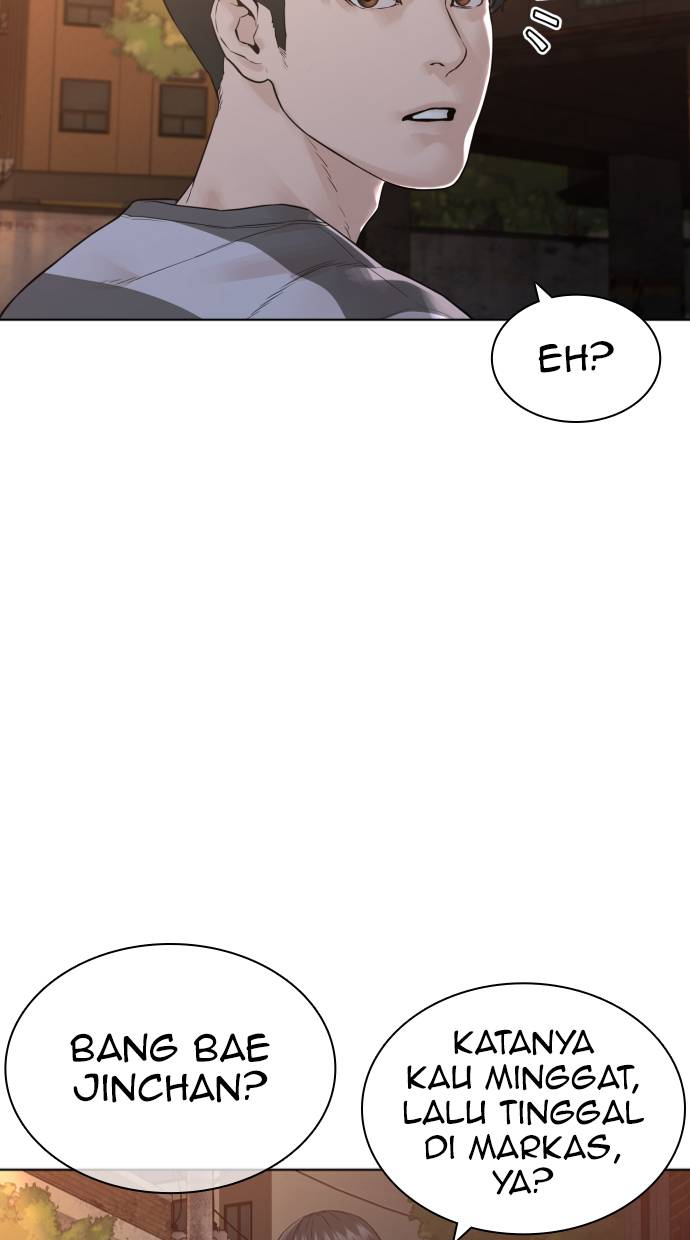 EH?
BANG BAE
JINCHAN?
KATANYA
KAU MINGGAT,
LALU TINGGAL
DI MARKAS,
YA?